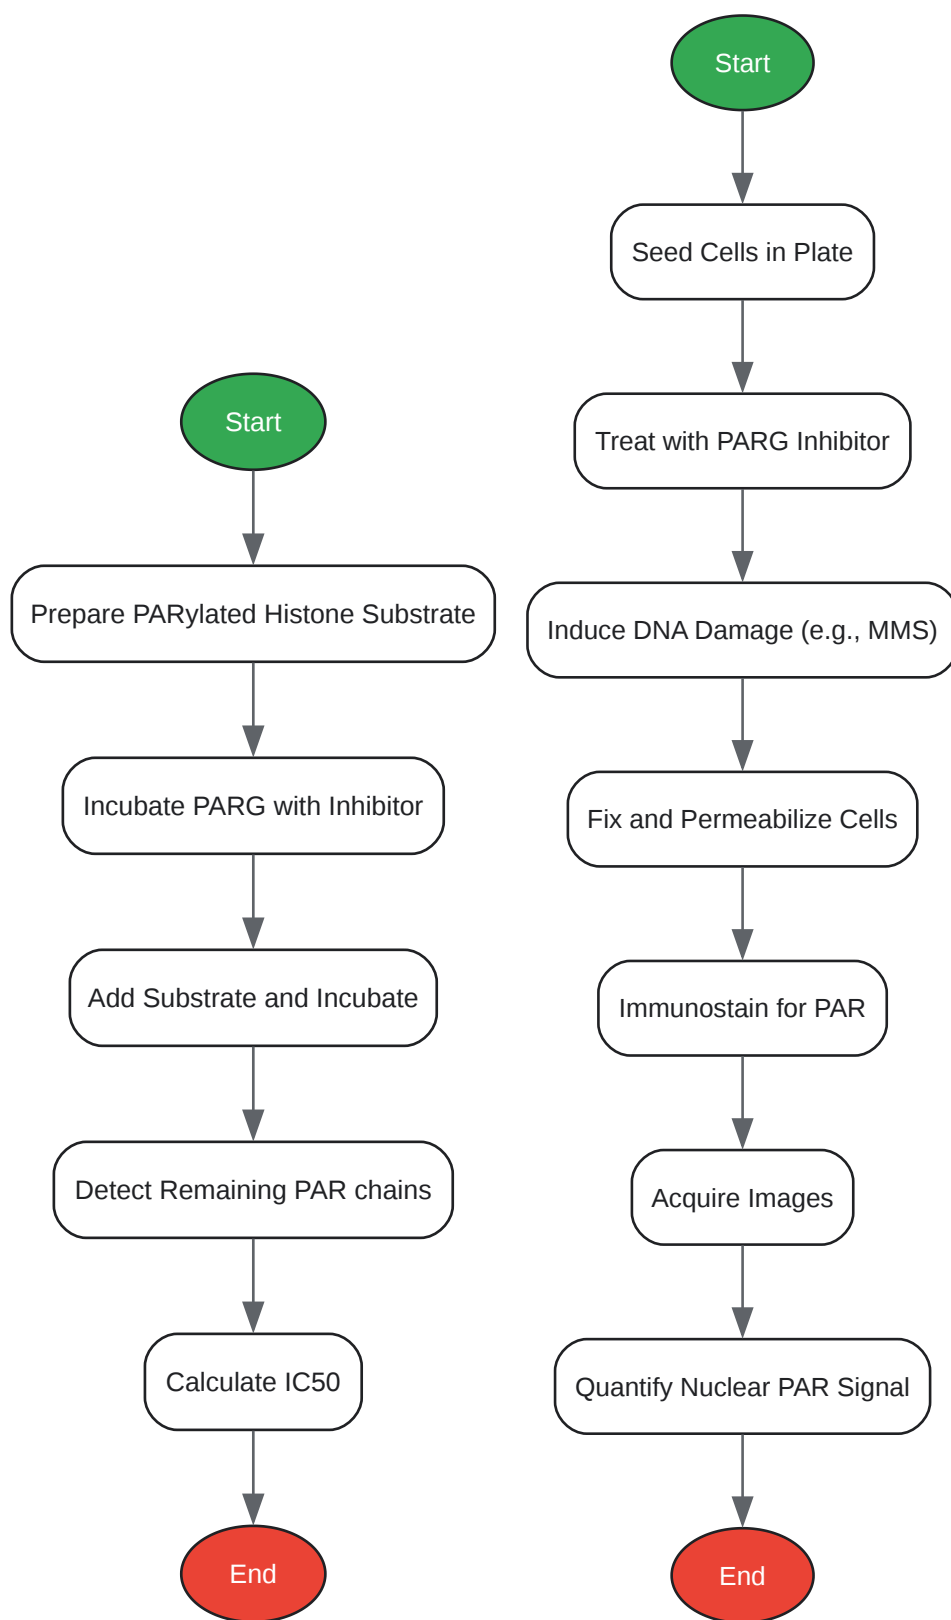 Start
Prepare PARylated Histone Substrate
Incubate PARG with Inhibitor
Add Substrate and Incubate
Detect Remaining PAR chains
Calculate IC50
End
Start
Seed Cells in Plate
Treat with PARG Inhibitor
Induce DNA Damage (e.g., MMS)
Fix and Permeabilize Cells
Immunostain for PAR
Acquire Images
Quantify Nuclear PAR Signal
End